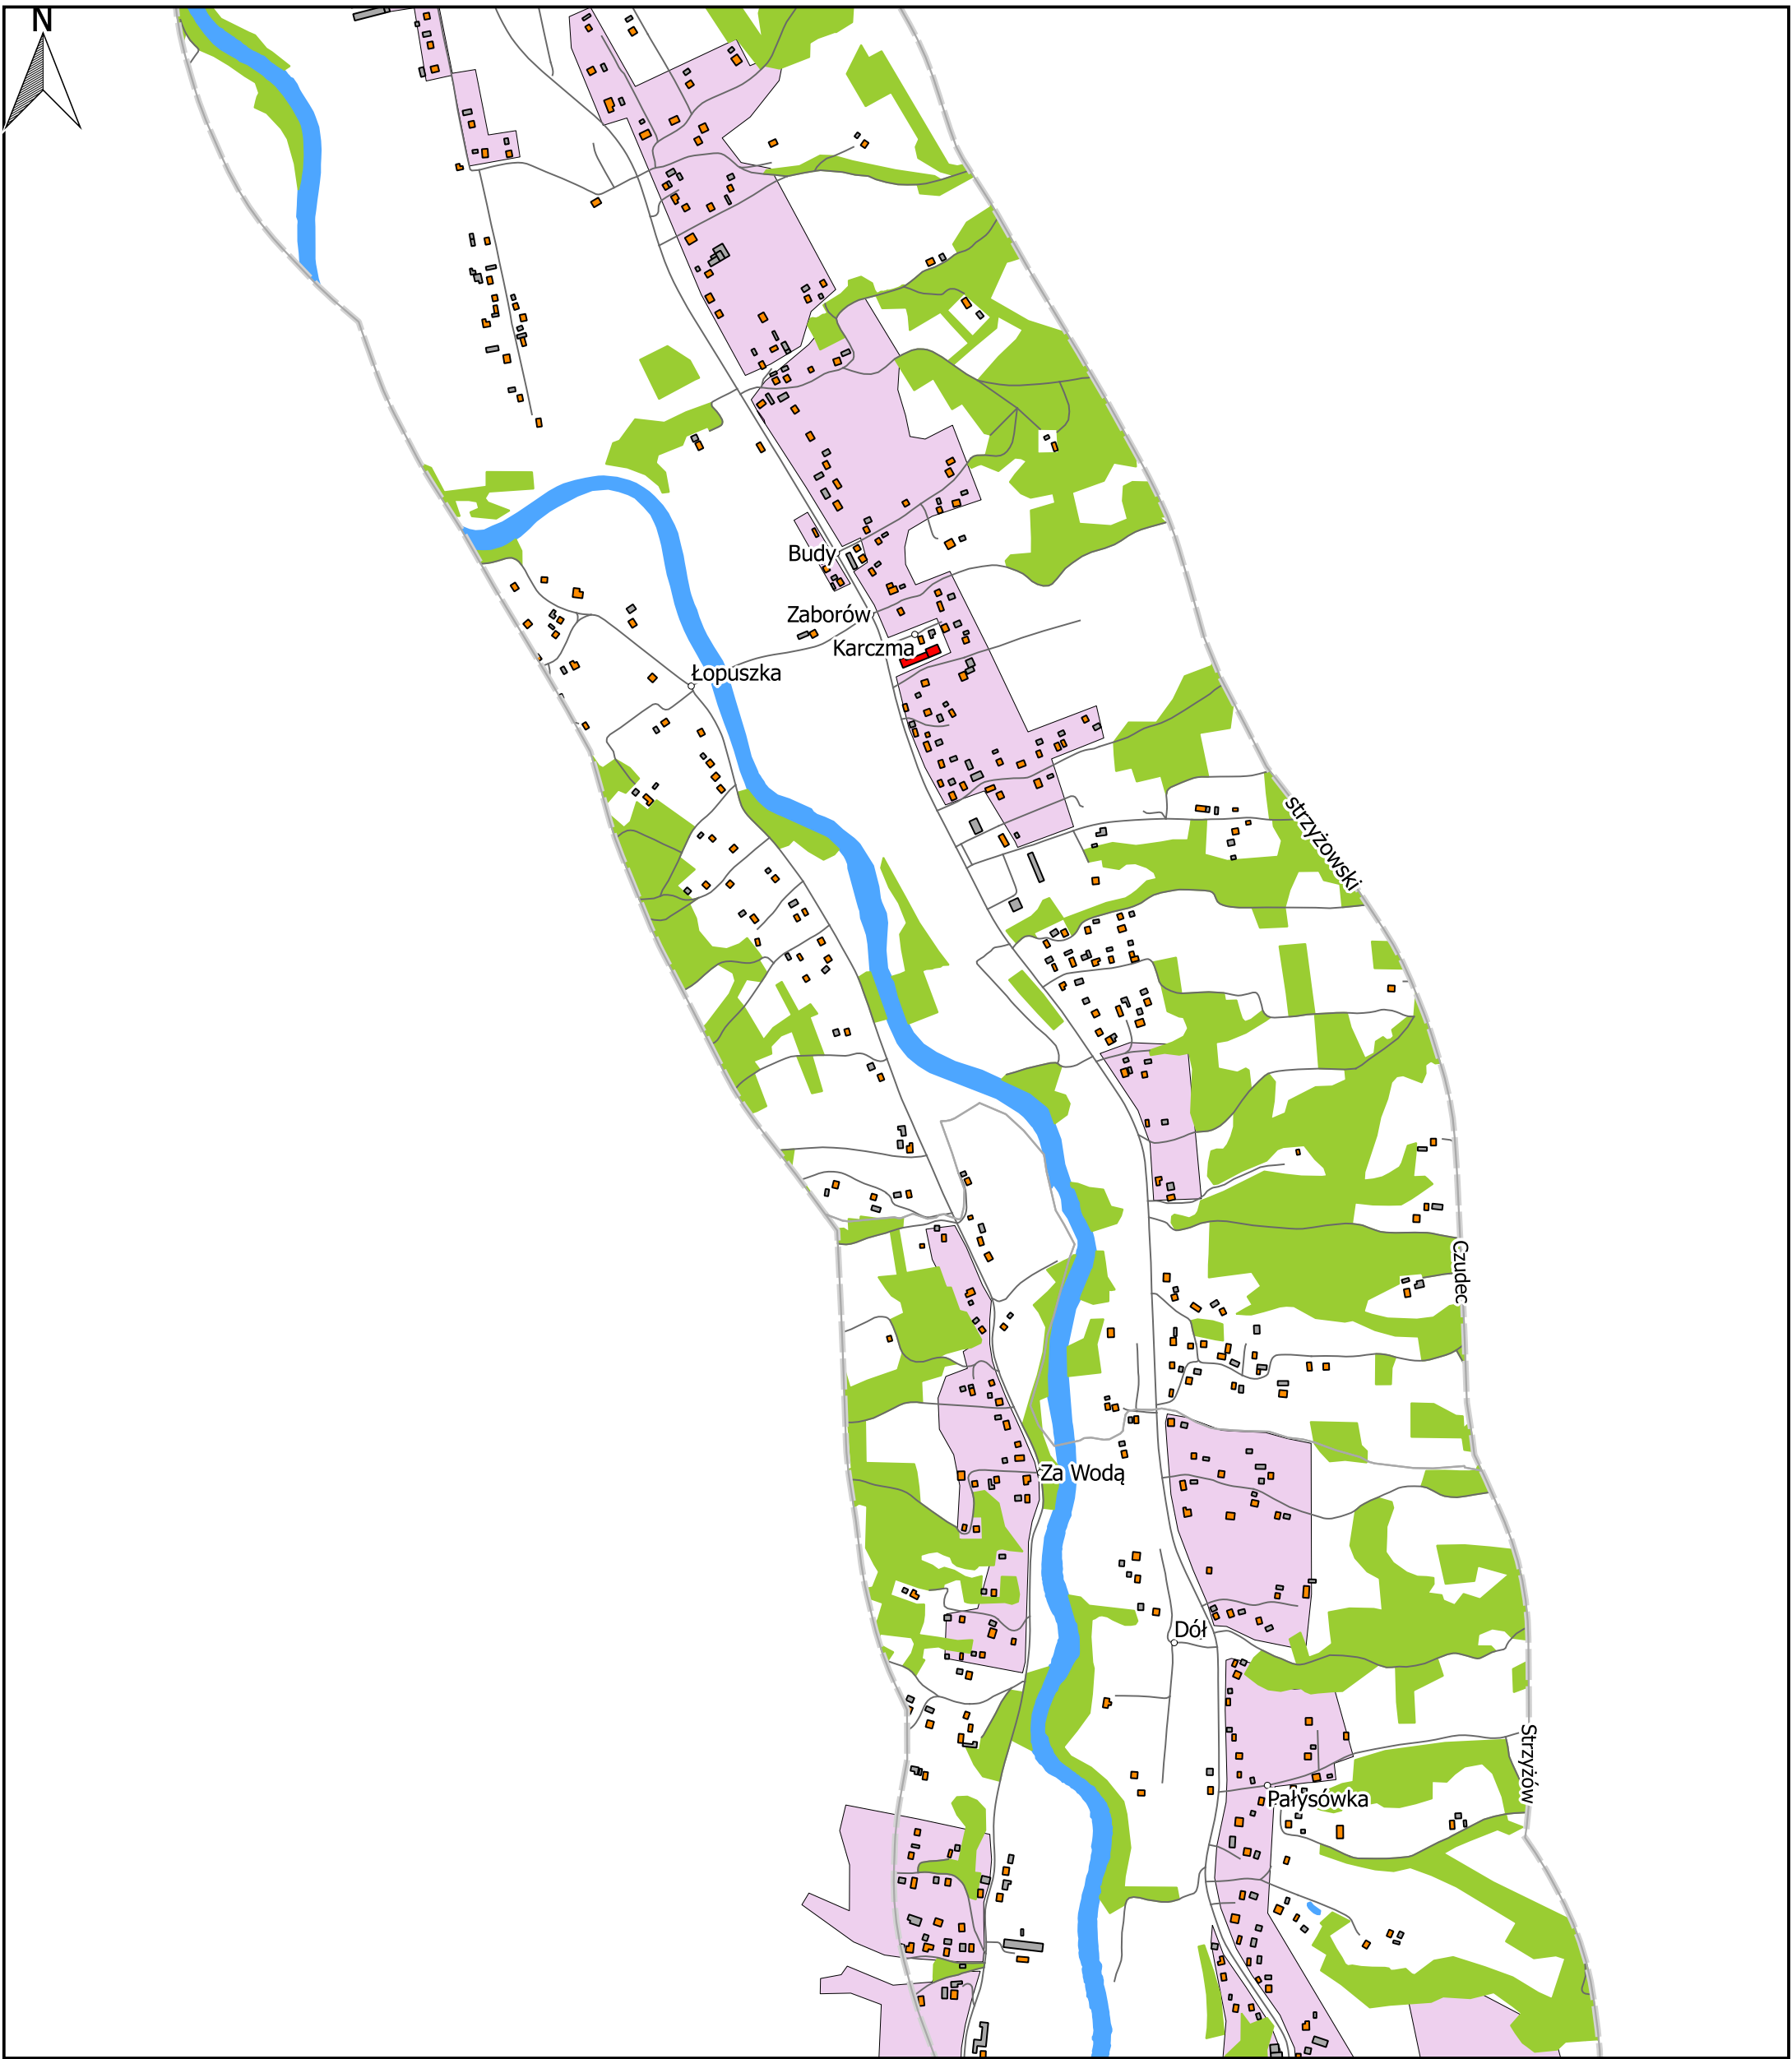 N
Budy
Zaborów
Karczma
Łopuszka
strzyżowski
Czudec
Za Wodą
Dół
Strzyżów
Pałysówka